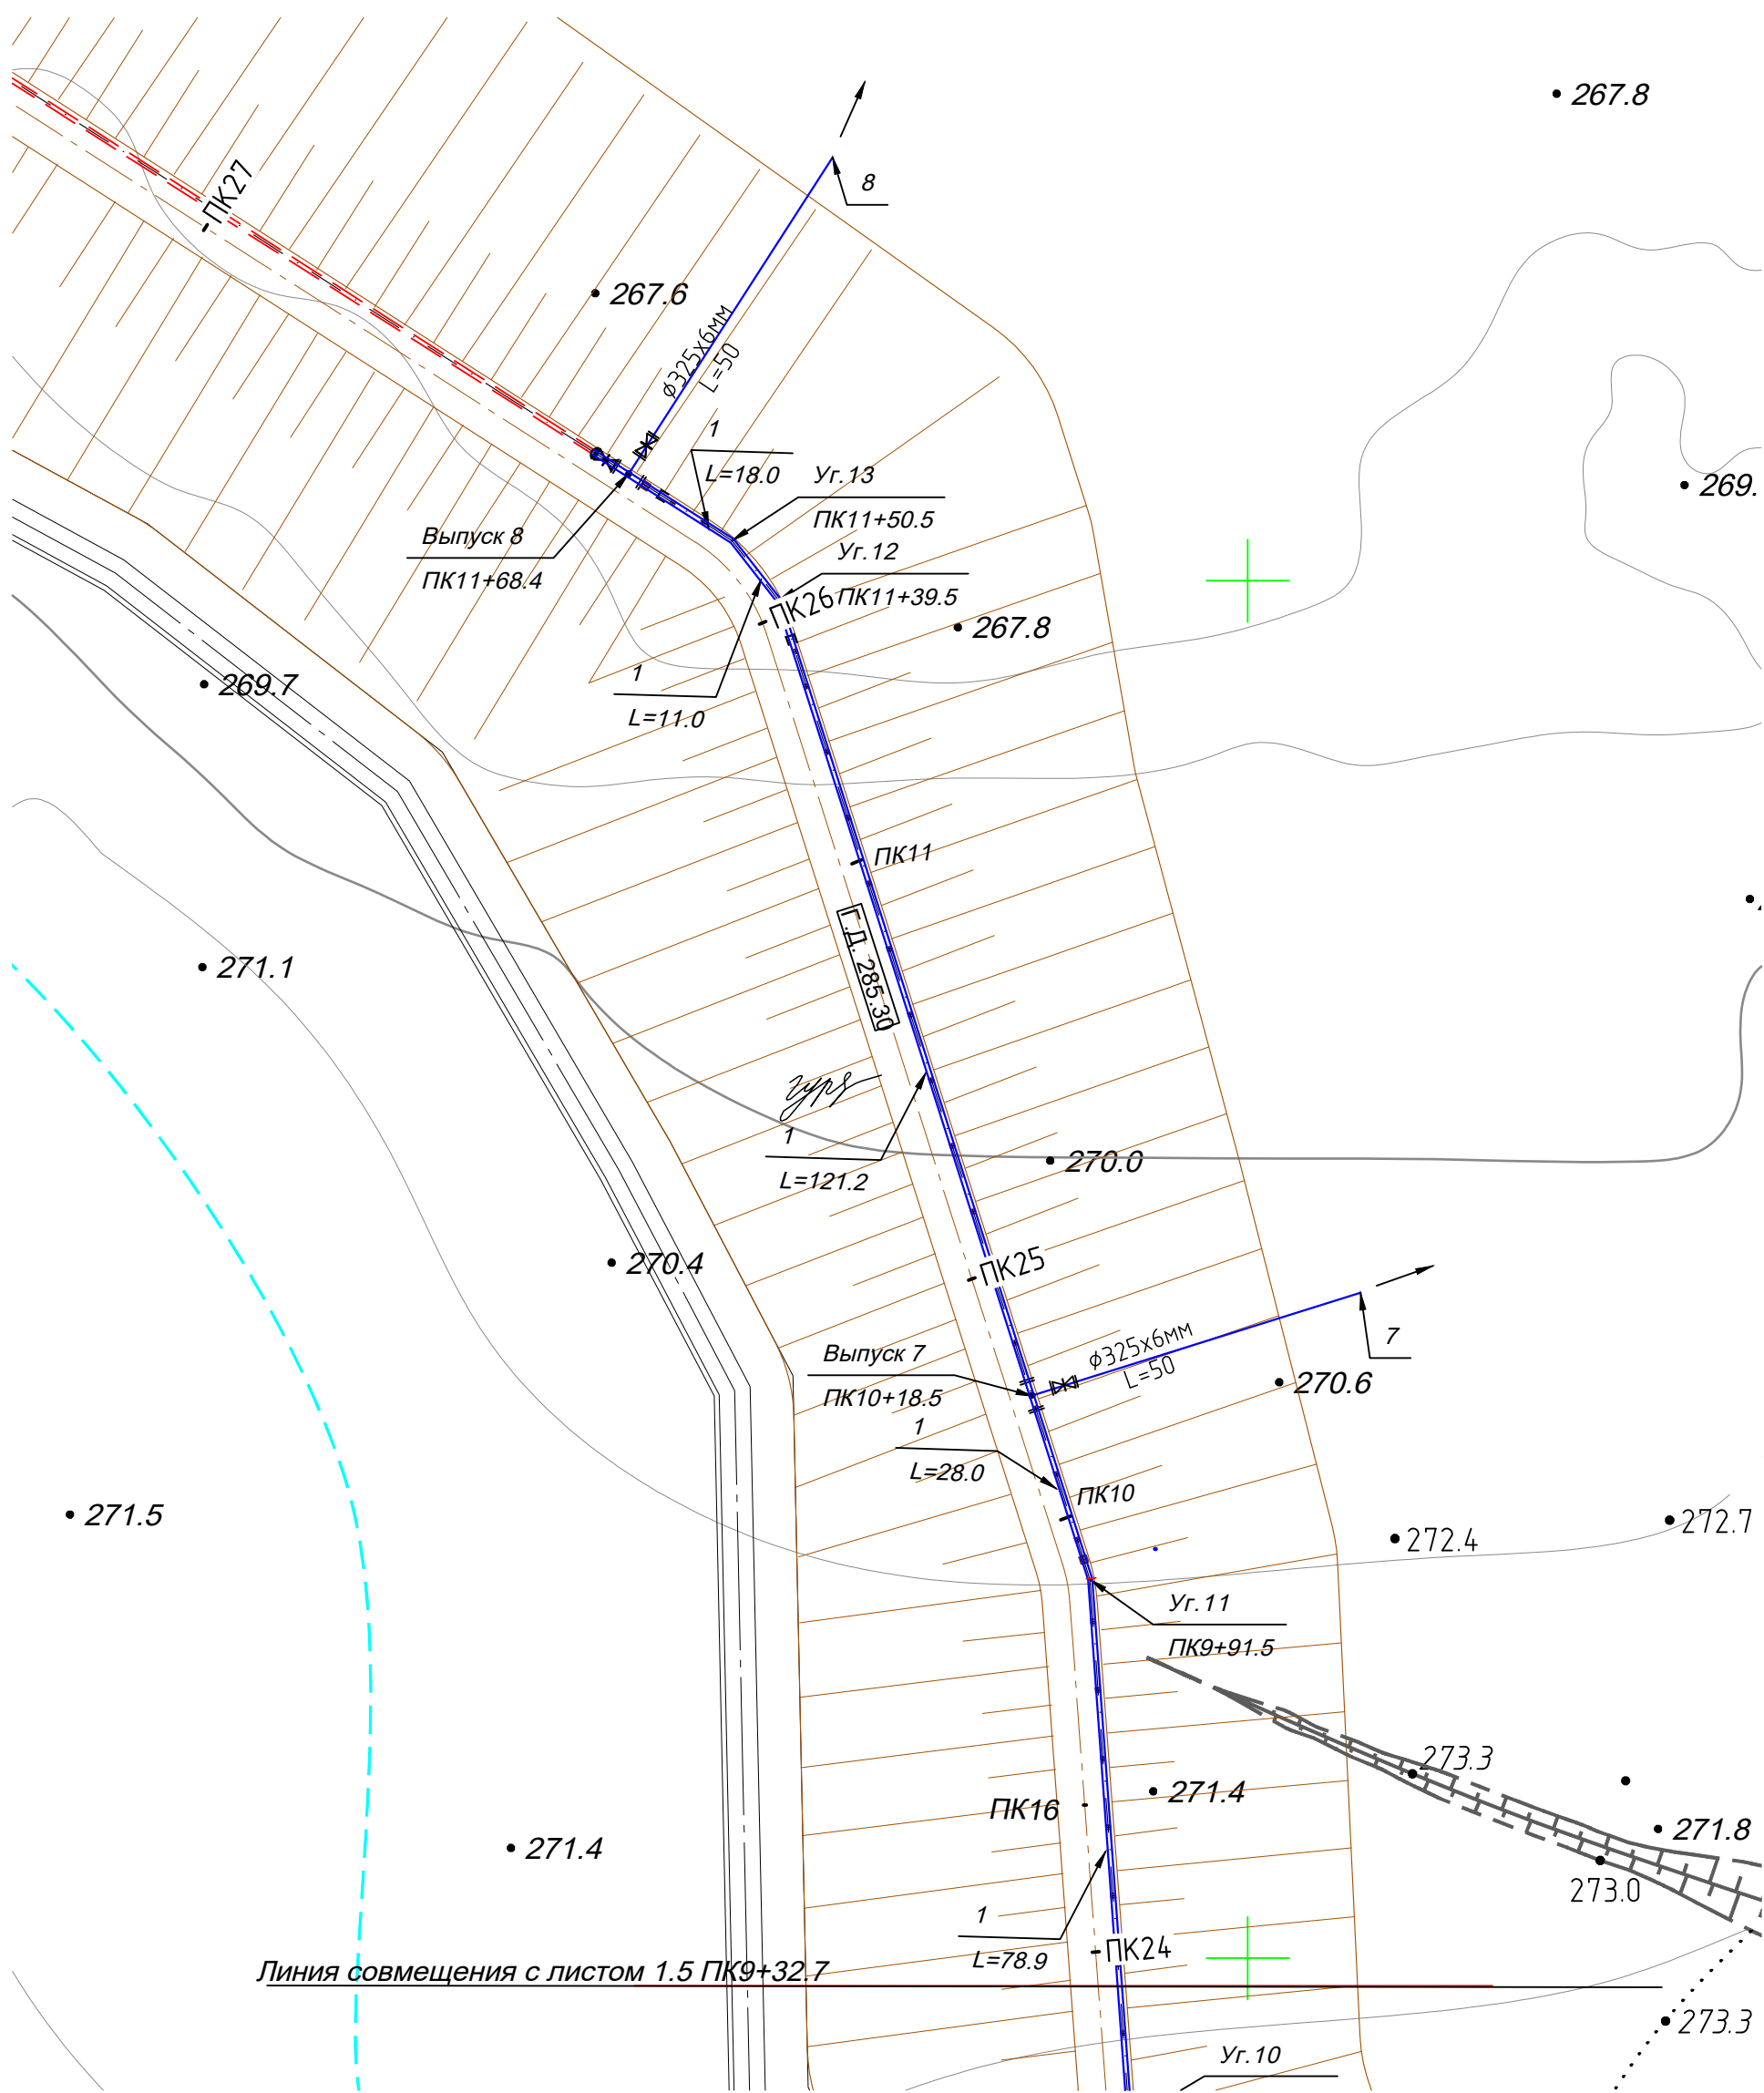 267.8
ПК27
8
267.6
ф325х6мм
L=50
1
L=18.0
Уг.13
ПК11+50.5
269.
Выпуск 8
ПК11+68.4
Уг.12
ПК11+39.5
ПК26
267.8
269.7
1
L=11.0
ПК11
Г.Д. 285.30
271.1
1
L=121.2
270.0
270.4
ПК25
Выпуск 7
ПК10+18.5
ф325х6мм
L=50
7
270.6
1
L=28.0
ПК10
271.5
272.4
272.7
Уг.11
ПК9+91.5
273.3
271.4
ПК16
271.8
271.4
273.0
1
L=78.9
ПК24
Линия совмещения с листом 1.5 ПК9+32.7
273.3
Уг.10